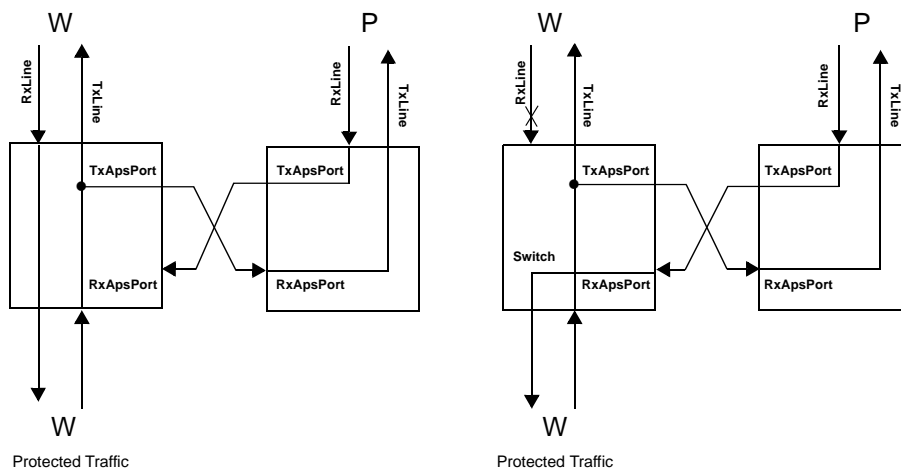 W
P
RxLine
TxLine
RxLine
TxLine
TxApsPort
TxApsPort
RxApsPort
RxApsPort
W
Protected Traffic
W
P
RxLine
TxLine
RxLine
TxLine
TxApsPort
TxApsPort
Switch
RxApsPort
RxApsPort
W
Protected Traffic